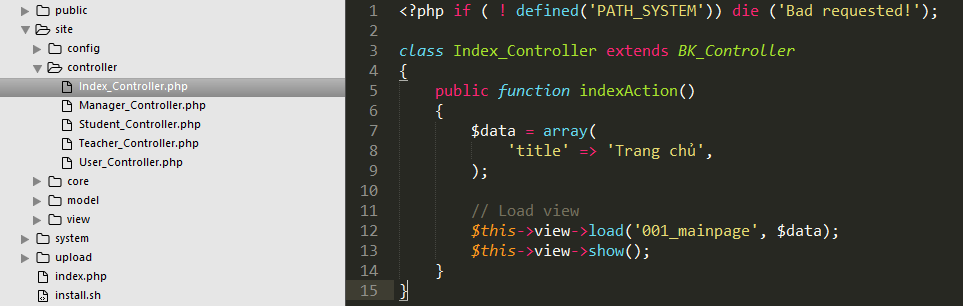 public
site
config
controller
Index_Controller.php
Manager_Controller.php
Student_Controller.php
Teacher_Controller.php
User_Controller.php
core
model
view
system
upload
index.php
install.sh
1 <?php if ( ! defined('PATH_SYSTEM')) die ('Bad requested!');
2
3 class Index_Controller extends BK_Controller
4 {
5     public function indexAction()
6     {
7         $data = array(
8             'title' => 'Trang chủ',
9         );
10
11         // Load view
12         $this->view->load('001_mainpage', $data);
13         $this->view->show();
14     }
15 }